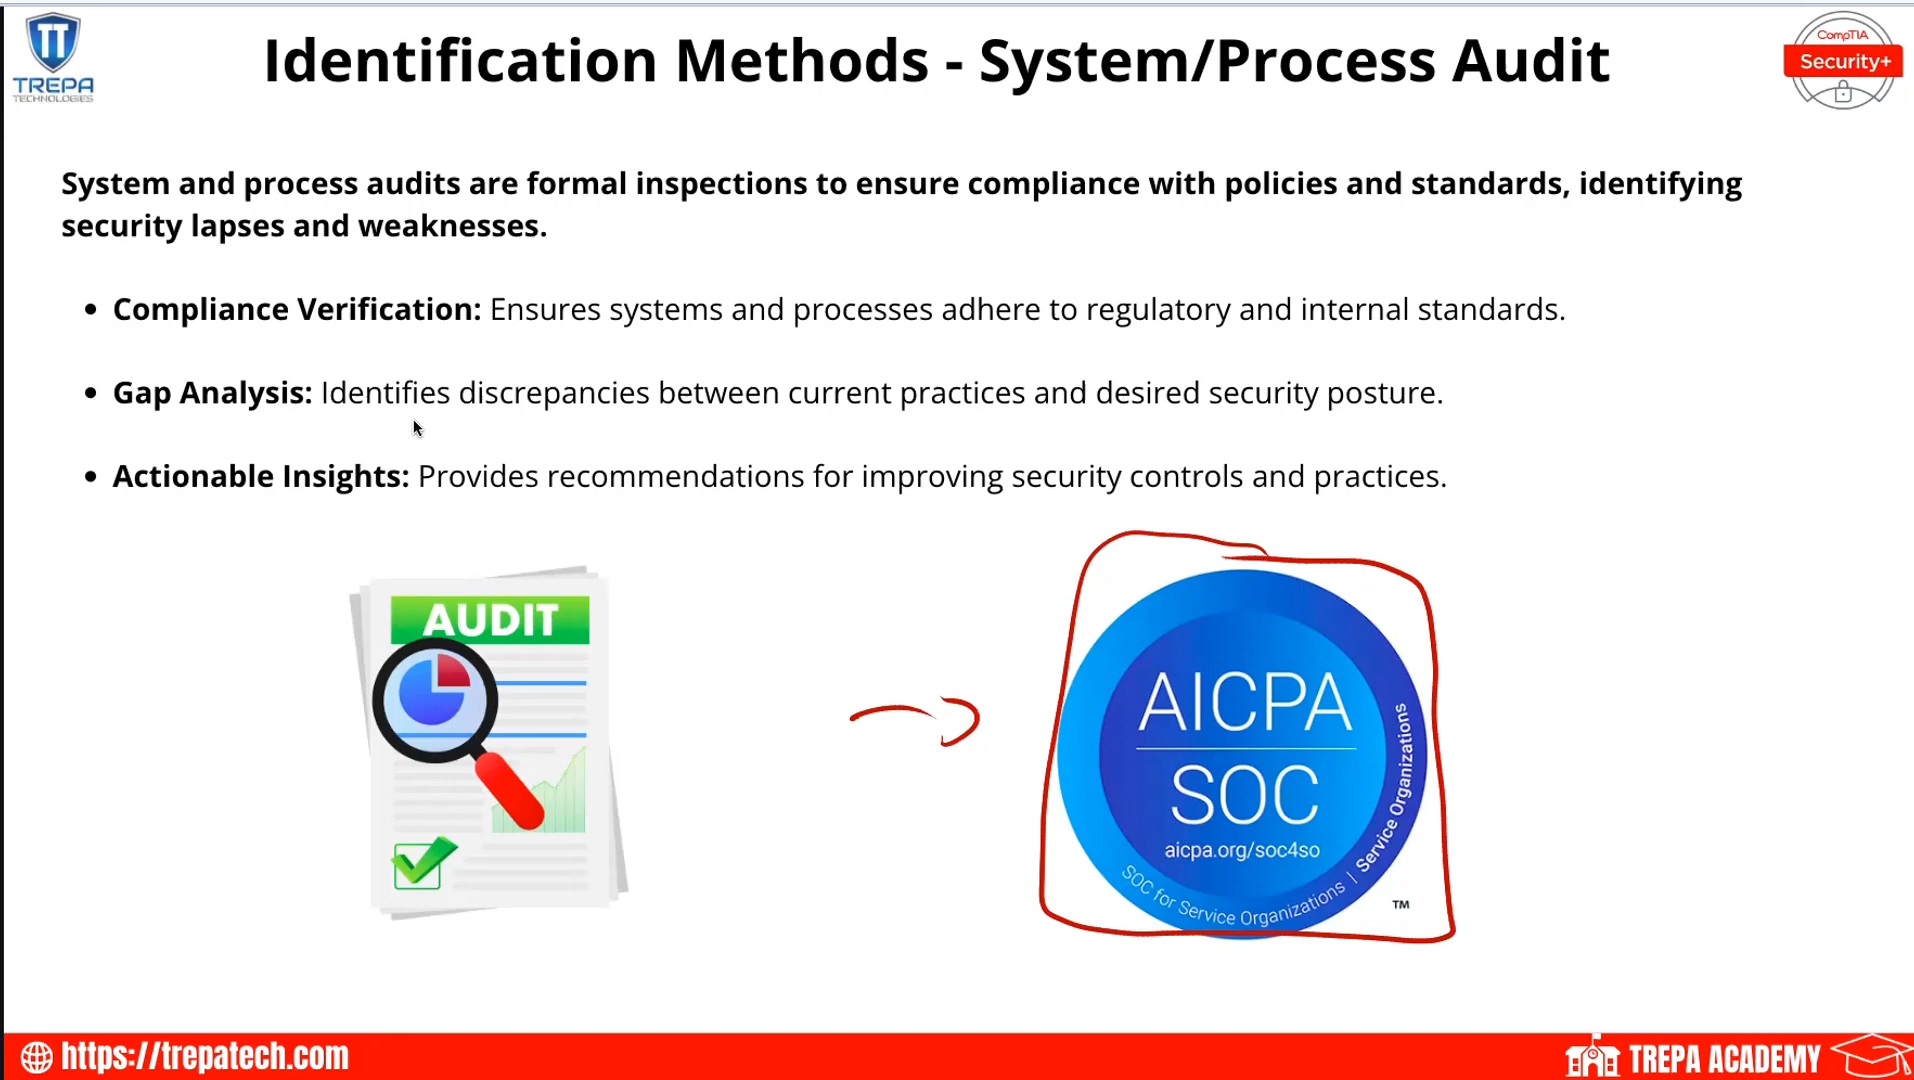 TREPA
TECHNOLOGIES
Identification Methods - System/Process Audit
CompTIA
Security+
System and process audits are formal inspections to ensure compliance with policies and standards, identifying
security lapses and weaknesses.
• Compliance Verification: Ensures systems and processes adhere to regulatory and internal standards.
• Gap Analysis: Identifies discrepancies between current practices and desired security posture.
• Actionable Insights: Provides recommendations for improving security controls and practices.
AUDIT
AICPA
SOC
aicpa.org/soc4so
SOC for Service Organizations | Service Organizations
TM
https://trepatech.com
TREPA ACADEMY